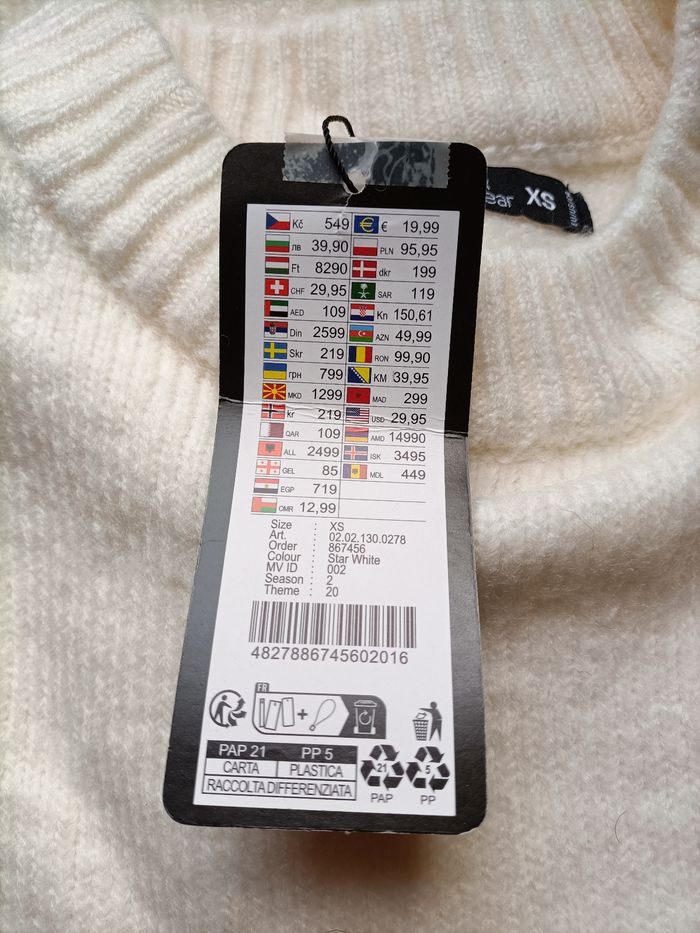 ear XS
Kč 549 € 19,99
лв 39,90 PLN 95,95
Ft 8290 dkr 199
CHF 29,95 SAR 119
AED 109 Kn 150,61
Din 2599 AZN 49,99
Skr 219 RON 99,90
грн 799 KM 39,95
MKD 1299 MAD 299
kr 219 USD 29,95
QAR 109 AMD 14990
ALL 2499 ISK 3495
GEL 85 MDL 449
EGP 719
OMR 12,99
Size : XS
Art. : 02.02.130.0278
Order : 867456
Colour : Star White
MV ID : 002
Season : 2
Theme : 20
4827886745602016
FR
+
PAP 21 PP 5
CARTA PLASTICA
RACCOLTA DIFFERENZIATA
21 5
PAP PP